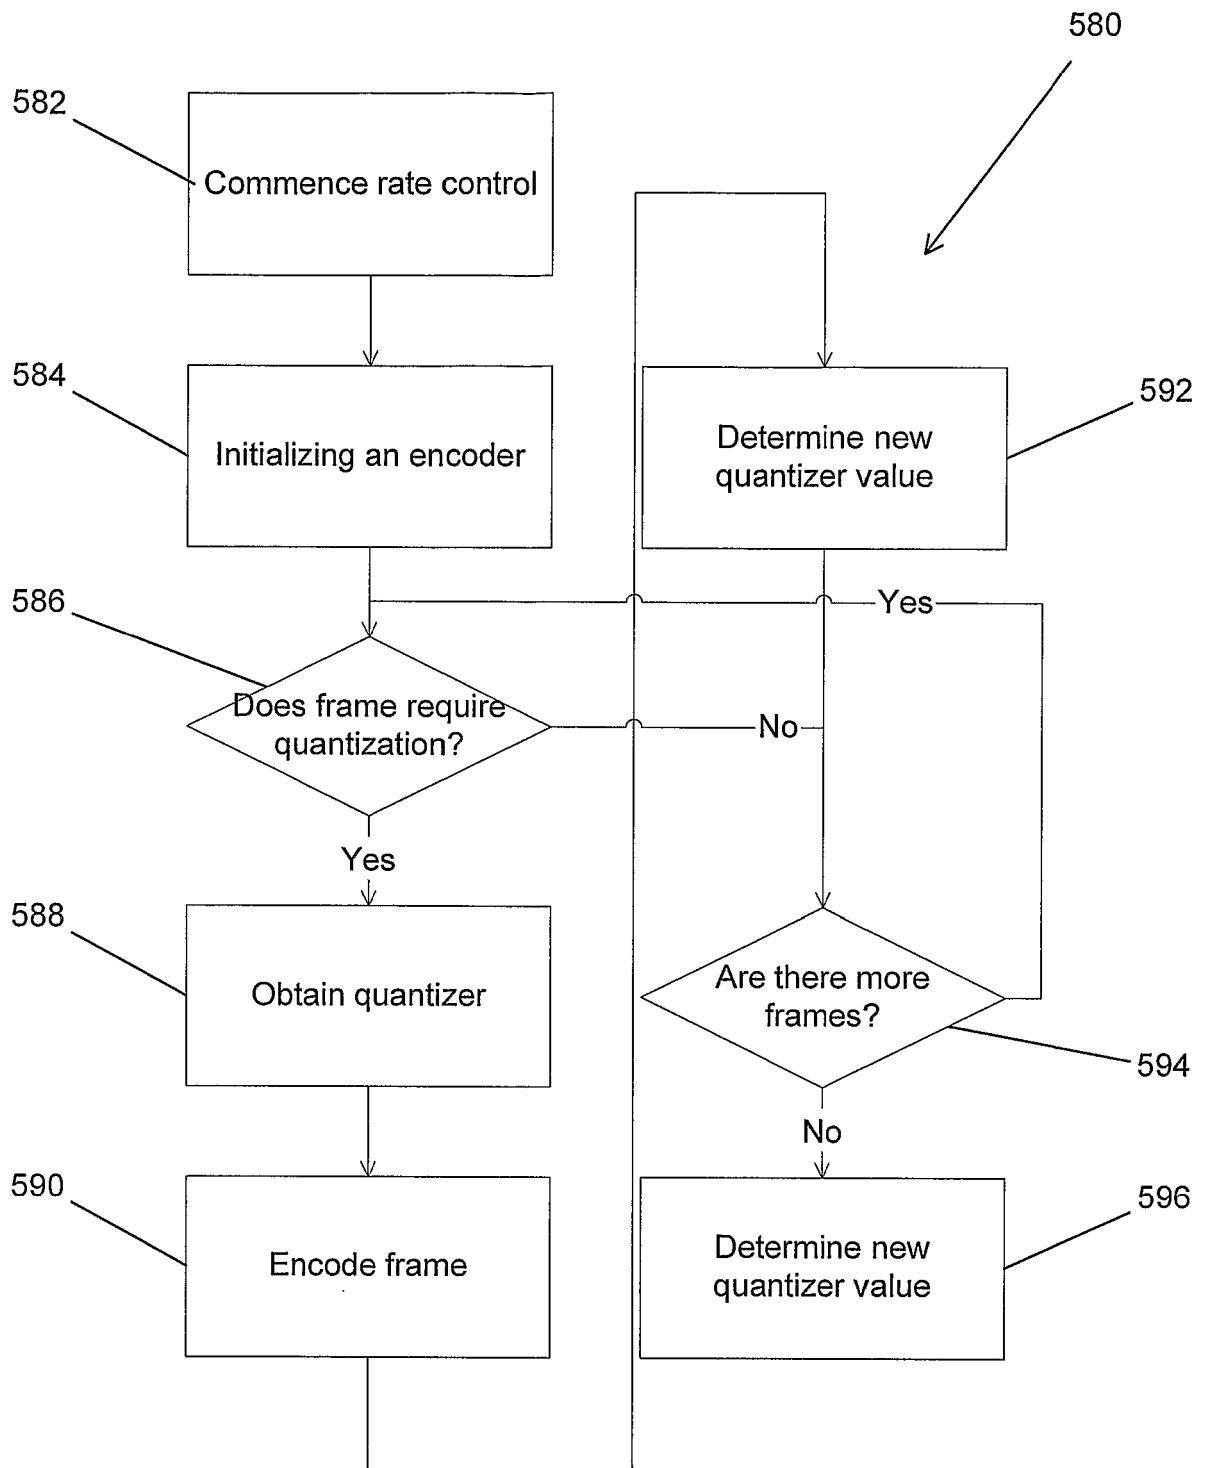 580
582
Commence rate control
584
Initializing an encoder
592
Determine new
quantizer value
586
Yes
Does frame require
quantization?
No
Yes
588
Obtain quantizer
Are there more
frames?
594
No
590
Encode frame
596
Determine new
quantizer value